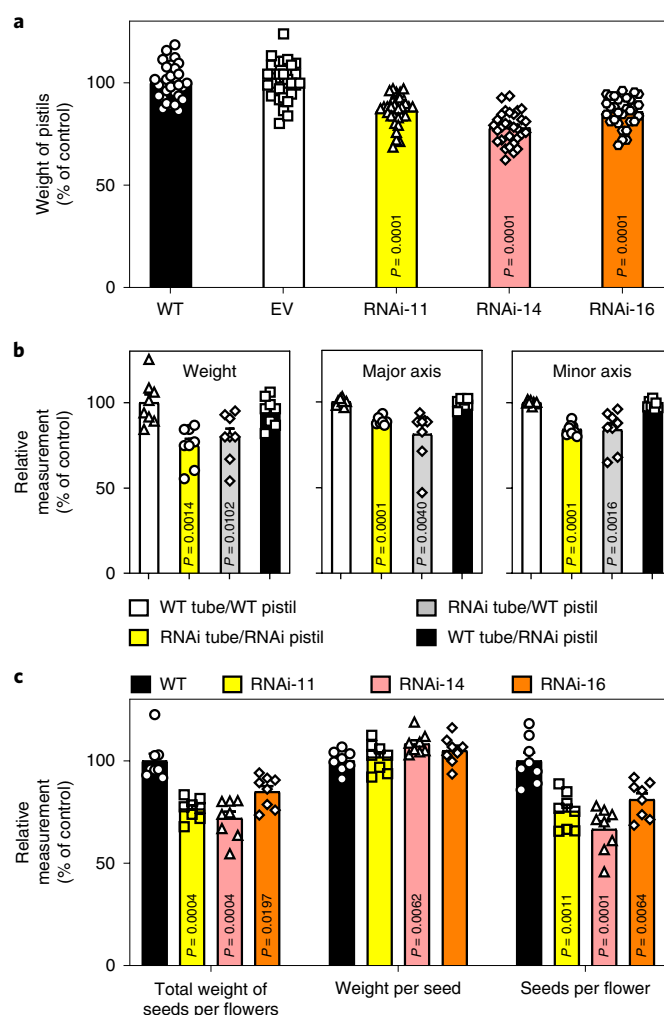 a
Weight of pistils
(% of control)
100
50
0
P = 0.0001
P = 0.0001
P = 0.0001
WT EV RNAi-11 RNAi-14 RNAi-16
b
Relative
measurement
(% of control)
100
50
0
Weight
P = 0.0014
P = 0.0102
Major axis
P = 0.0001
P = 0.0040
Minor axis
P = 0.0001
P = 0.0016
WT tube/WT pistil
RNAi tube/WT pistil
RNAi tube/RNAi pistil
WT tube/RNAi pistil
c
WT RNAi-11 RNAi-14 RNAi-16
Relative
measurement
(% of control)
100
50
0
P = 0.0004
P = 0.0004
P = 0.0197
P = 0.0062
P = 0.0011
P = 0.0001
P = 0.0064
Total weight of
seeds per flowers
Weight per seed
Seeds per flower